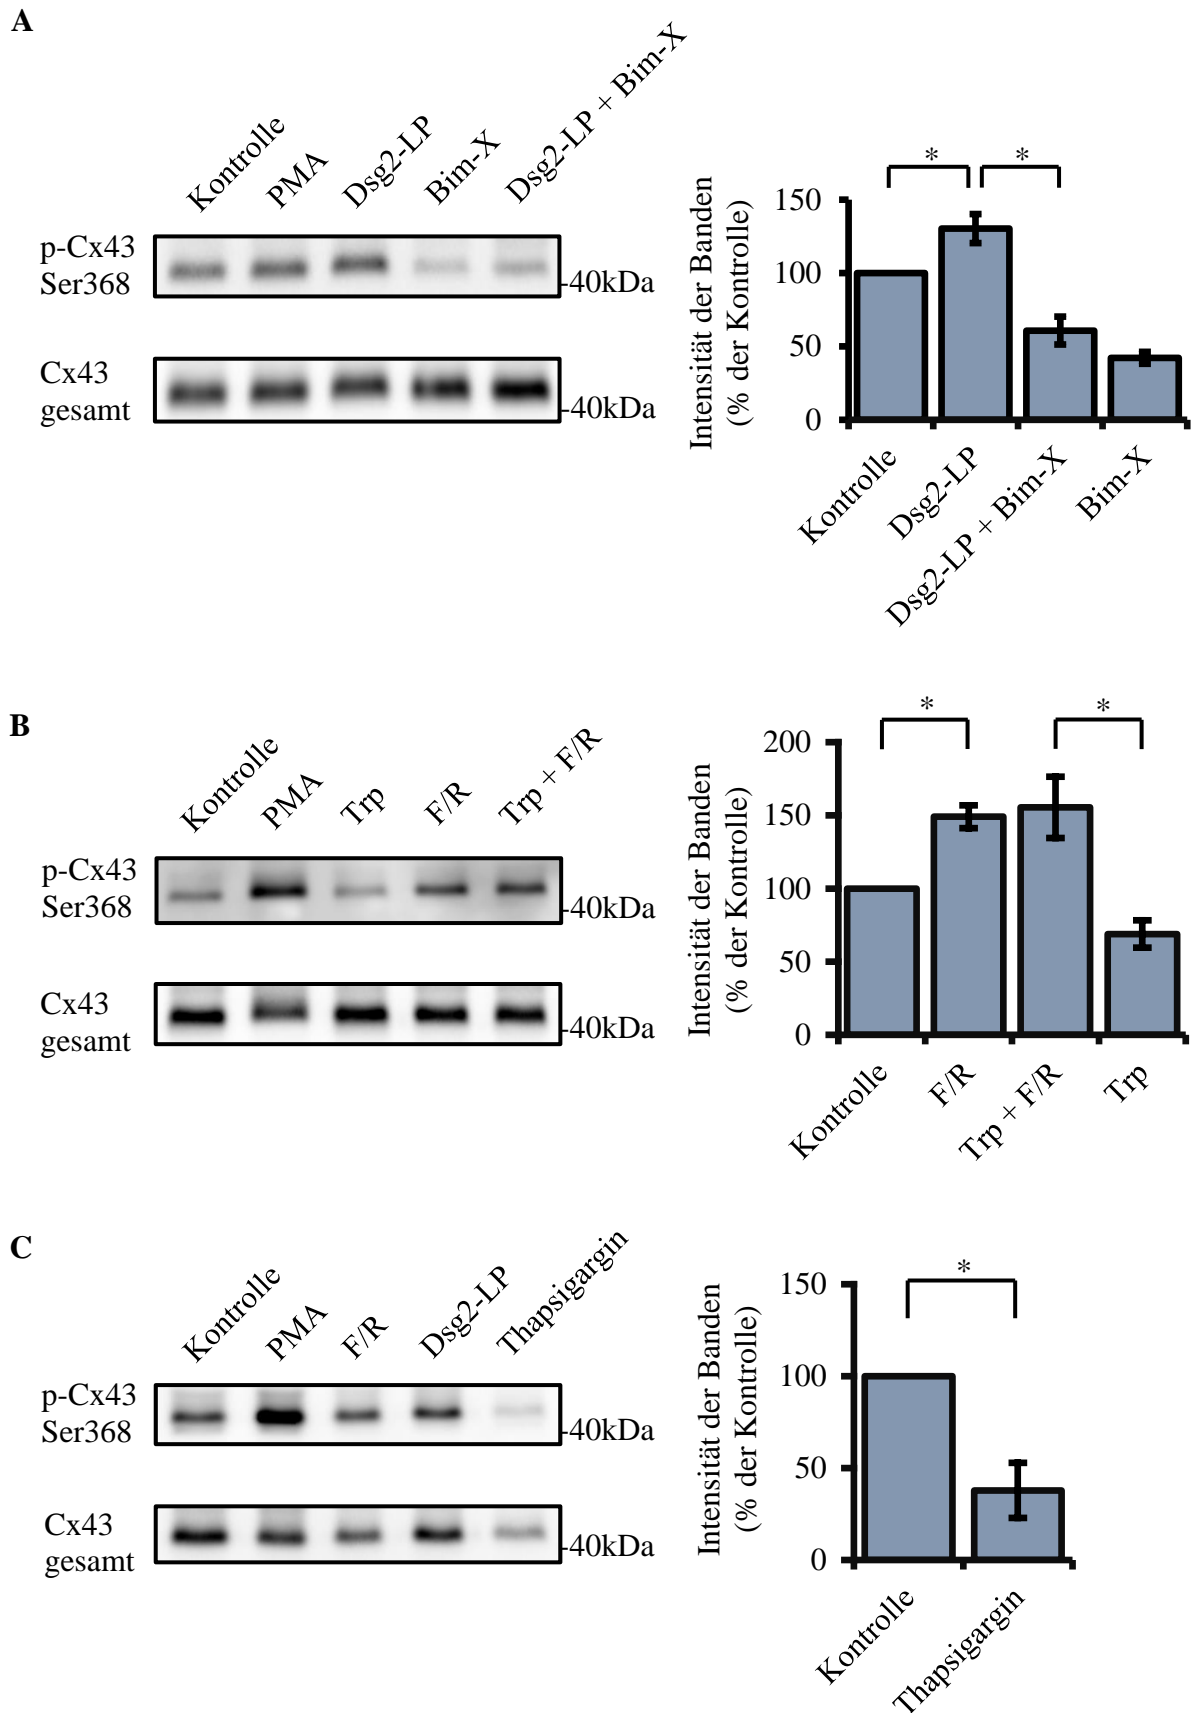 A
Kontrolle
PMA
Dsg2-LP
Bim-X
Dsg2-LP + Bim-X
p-Cx43
Ser368
-40kDa
Cx43
gesamt
-40kDa
Intensität der Banden
(% der Kontrolle)
150
100
50
0
*
*
Kontrolle
Dsg2-LP
Dsg2-LP + Bim-X
Bim-X
B
Kontrolle
PMA
Trp
F/R
Trp + F/R
p-Cx43
Ser368
-40kDa
Cx43
gesamt
-40kDa
Intensität der Banden
(% der Kontrolle)
200
150
100
50
0
*
*
Kontrolle
F/R
Trp + F/R
Trp
C
Kontrolle
PMA
F/R
Dsg2-LP
Thapsigargin
p-Cx43
Ser368
-40kDa
Cx43
gesamt
-40kDa
Intensität der Banden
(% der Kontrolle)
150
100
50
0
*
Kontrolle
Thapsigargin